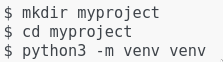 $ mkdir myproject
$ cd myproject
$ python3 -m venv venv